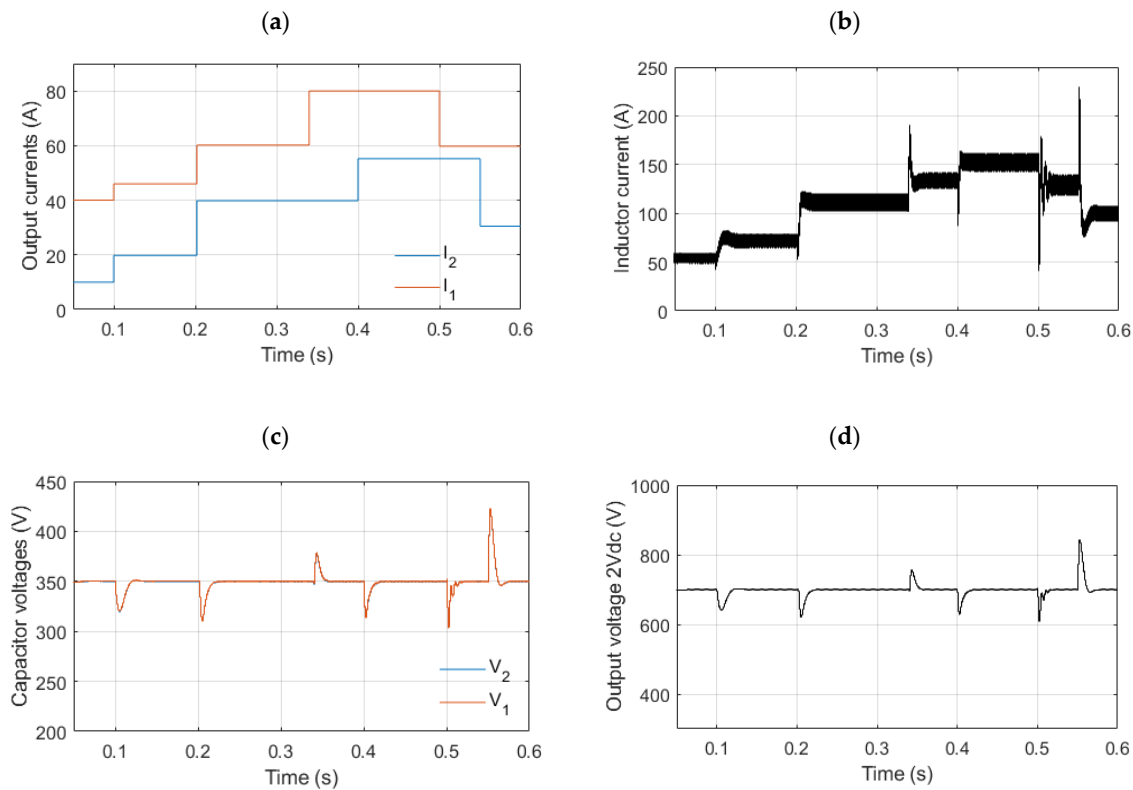 (a)
80
60
40
20
0
Output currents (A)
I2
I1
0.1 0.2 0.3 0.4 0.5 0.6
Time (s)
(b)
250
200
150
100
50
0
Inductor current (A)
0.1 0.2 0.3 0.4 0.5 0.6
Time (s)
(c)
450
400
350
300
250
200
Capacitor voltages (V)
V2
V1
0.1 0.2 0.3 0.4 0.5 0.6
Time (s)
(d)
1000
800
600
400
Output voltage 2Vdc (V)
0.1 0.2 0.3 0.4 0.5 0.6
Time (s)